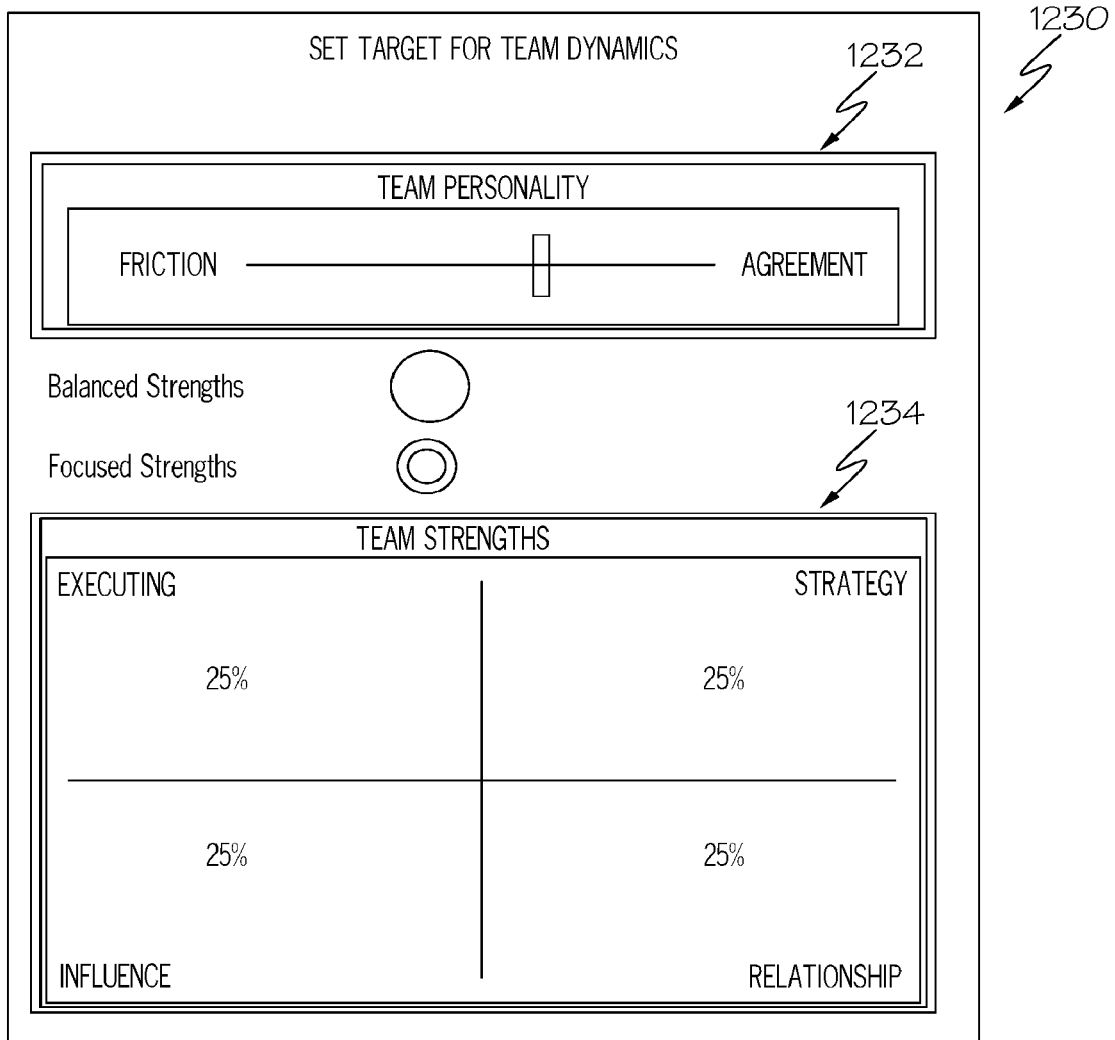 1230
SET TARGET FOR TEAM DYNAMICS
1232
TEAM PERSONALITY
FRICTION AGREEMENT
Balanced Strengths
1234
Focused Strengths
TEAM STRENGTHS
EXECUTING STRATEGY
25% 25%
25% 25%
INFLUENCE RELATIONSHIP